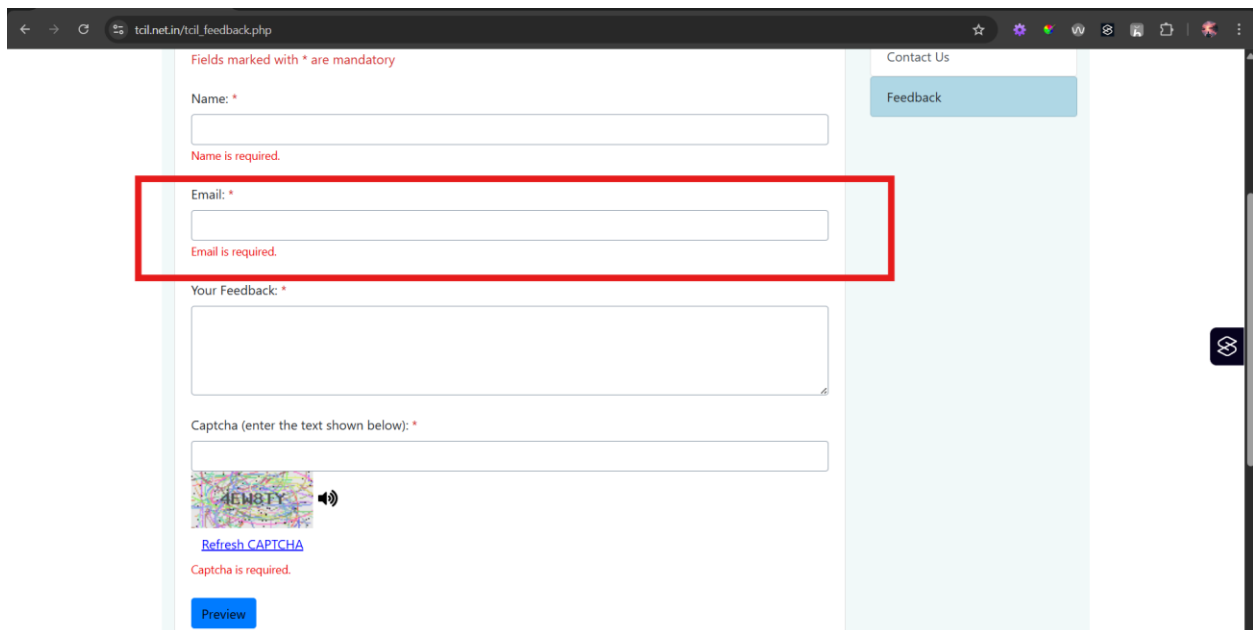 tcil.net.in/tcil_feedback.php
Fields marked with * are mandatory
Contact Us
Name: *
Feedback
Name is required.
Email: *
Email is required.
Your Feedback: *
Captcha (enter the text shown below): *
4EW8TY
Refresh CAPTCHA
Captcha is required.
Preview